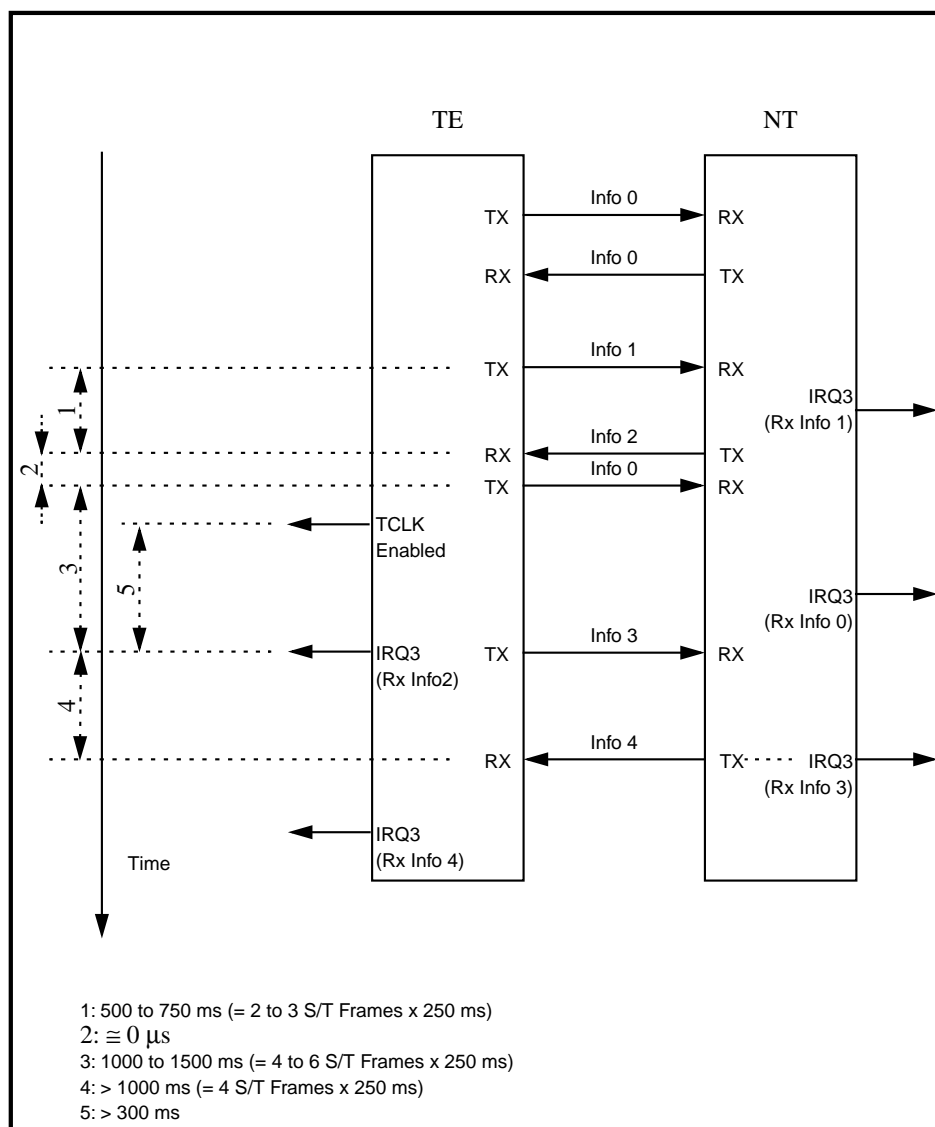 TE NT
TX Info 0 RX
RX Info 0 TX
TX Info 1 RX
1
IRQ3
(Rx Info 1)
RX Info 2 TX
2
TX Info 0 RX
TCLK
Enabled
3
5
IRQ3
(Rx Info 0)
IRQ3 TX Info 3 RX
(Rx Info2)
4
RX Info 4 TX IRQ3
(Rx Info 3)
IRQ3
(Rx Info 4)
Time
1: 500 to 750 ms (= 2 to 3 S/T Frames x 250 ms)
2: ≅ 0 µs
3: 1000 to 1500 ms (= 4 to 6 S/T Frames x 250 ms)
4: > 1000 ms (= 4 S/T Frames x 250 ms)
5: > 300 ms